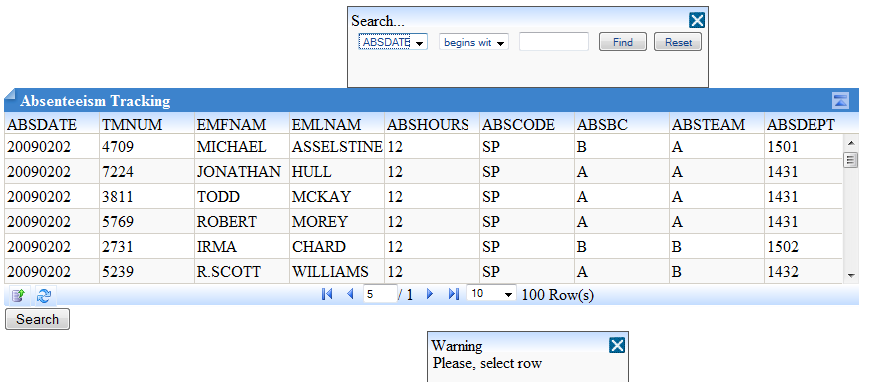 Search...
ABSDATE begins wit Find Reset
Absenteeism Tracking
ABSDATE TMNUM EMFNAM EMLNAM ABSHOURS ABSCODE ABSBC ABSTEAM ABSDEPT
20090202 4709 MICHAEL ASSELSTINE 12 SP B A 1501
20090202 7224 JONATHAN HULL 12 SP A A 1431
20090202 3811 TODD MCKAY 12 SP A A 1431
20090202 5769 ROBERT MOREY 12 SP A A 1431
20090202 2731 IRMA CHARD 12 SP B B 1502
20090202 5239 R.SCOTT WILLIAMS 12 SP A B 1432
5 / 1 10 100 Row(s)
Search
Warning
Please, select row